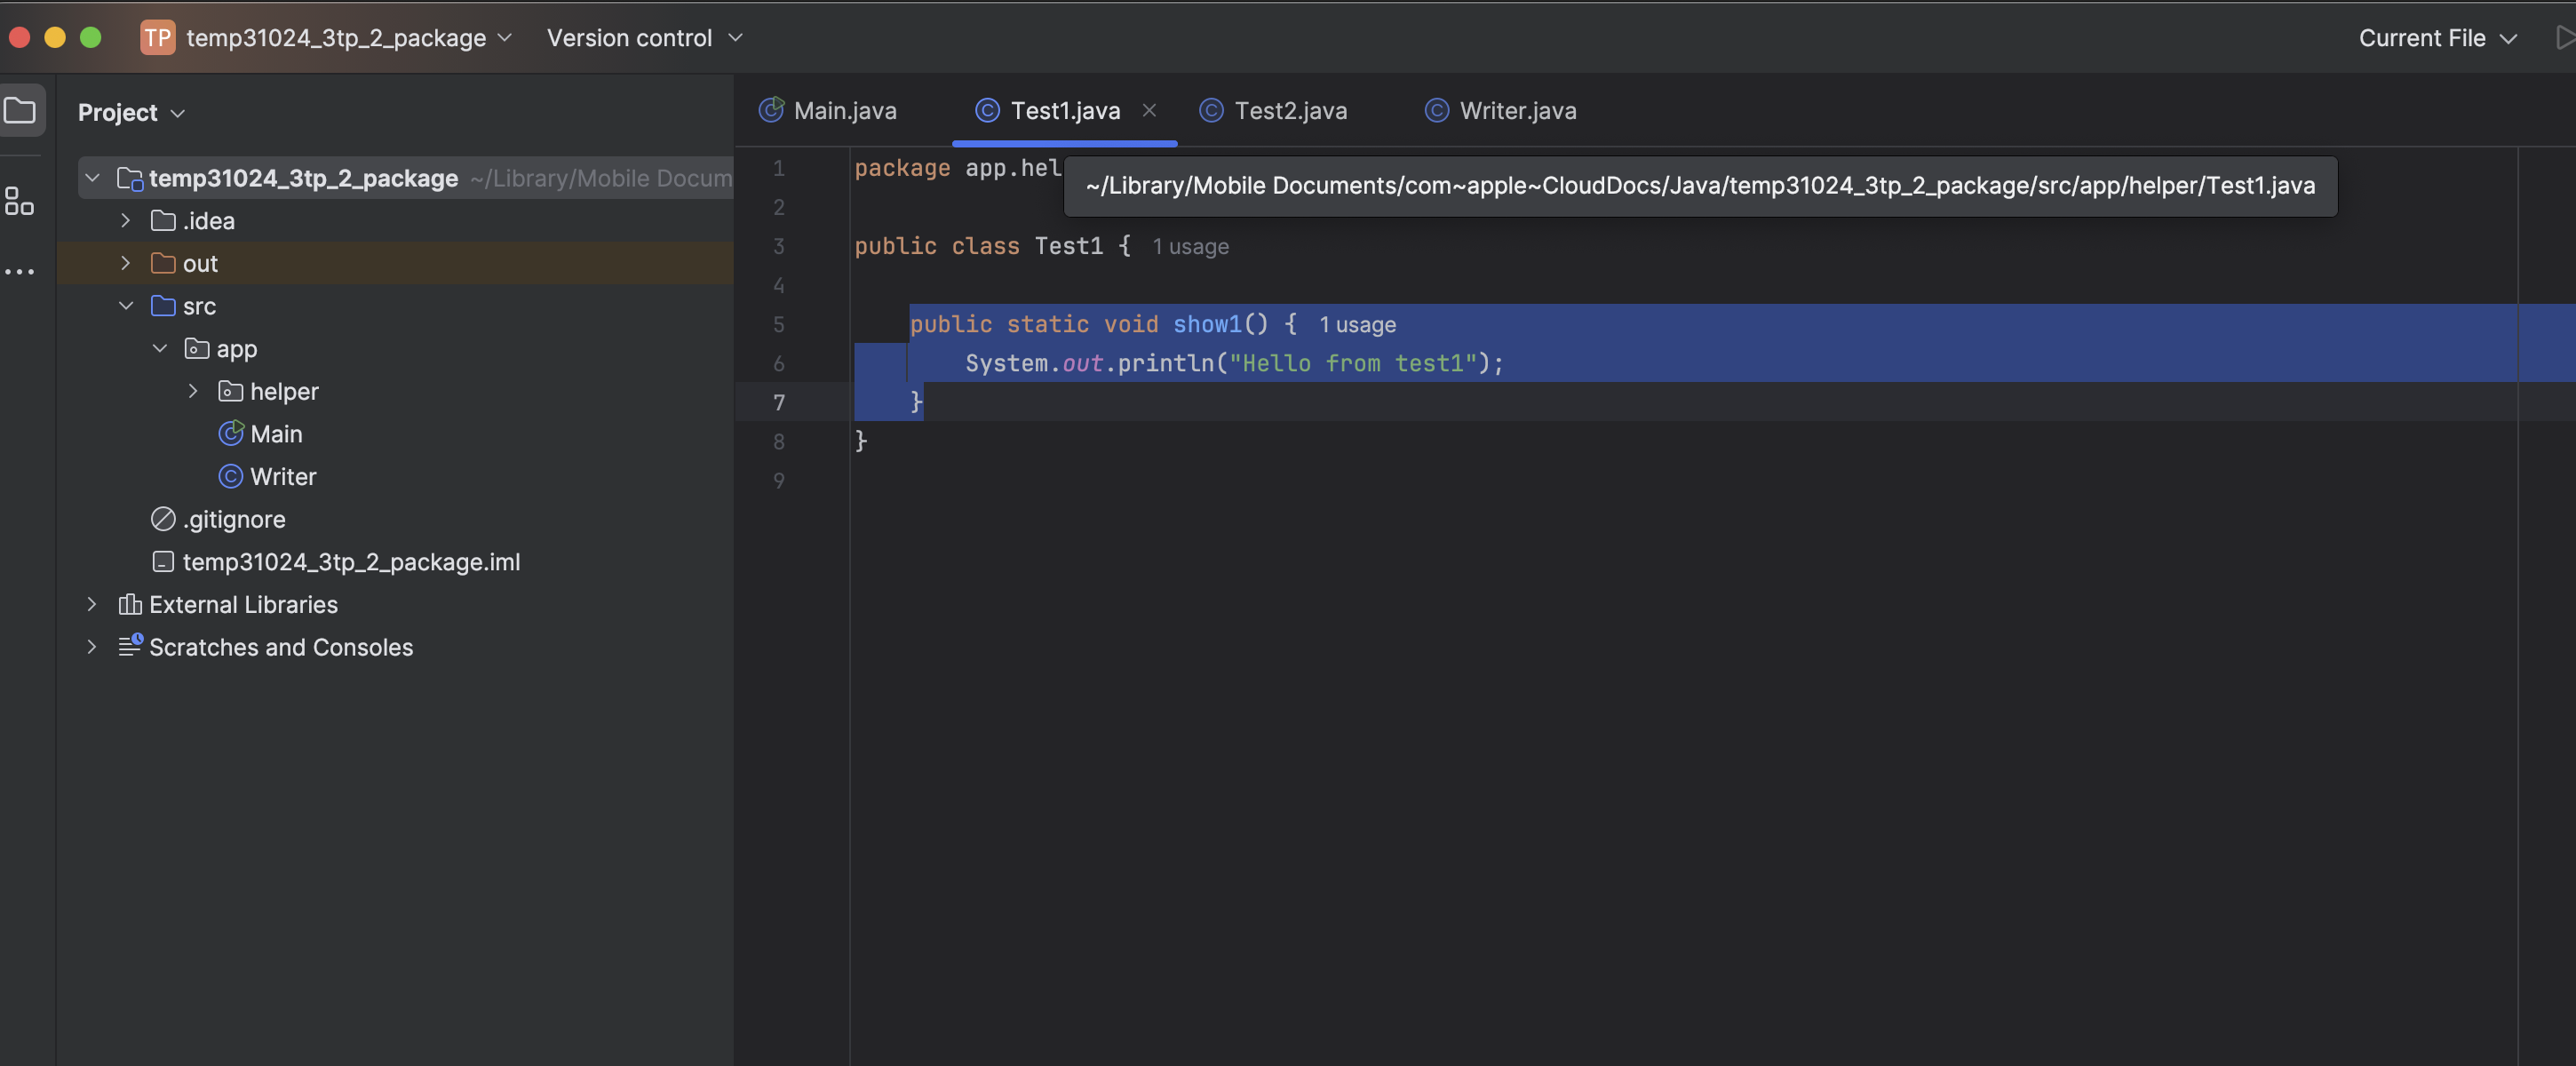 TP temp31024_3tp_2_package Version control Current File
Project
temp31024_3tp_2_package ~/Library/Mobile Docum
.idea
out
src
app
helper
Main
Writer
.gitignore
temp31024_3tp_2_package.iml
External Libraries
Scratches and Consoles
Main.java Test1.java Test2.java Writer.java
1 package app.hel
~/Library/Mobile Documents/com~apple~CloudDocs/Java/temp31024_3tp_2_package/src/app/helper/Test1.java
2
3 public class Test1 { 1 usage
4
5 public static void show1() { 1 usage
6 System.out.println("Hello from test1");
7 }
8 }
9